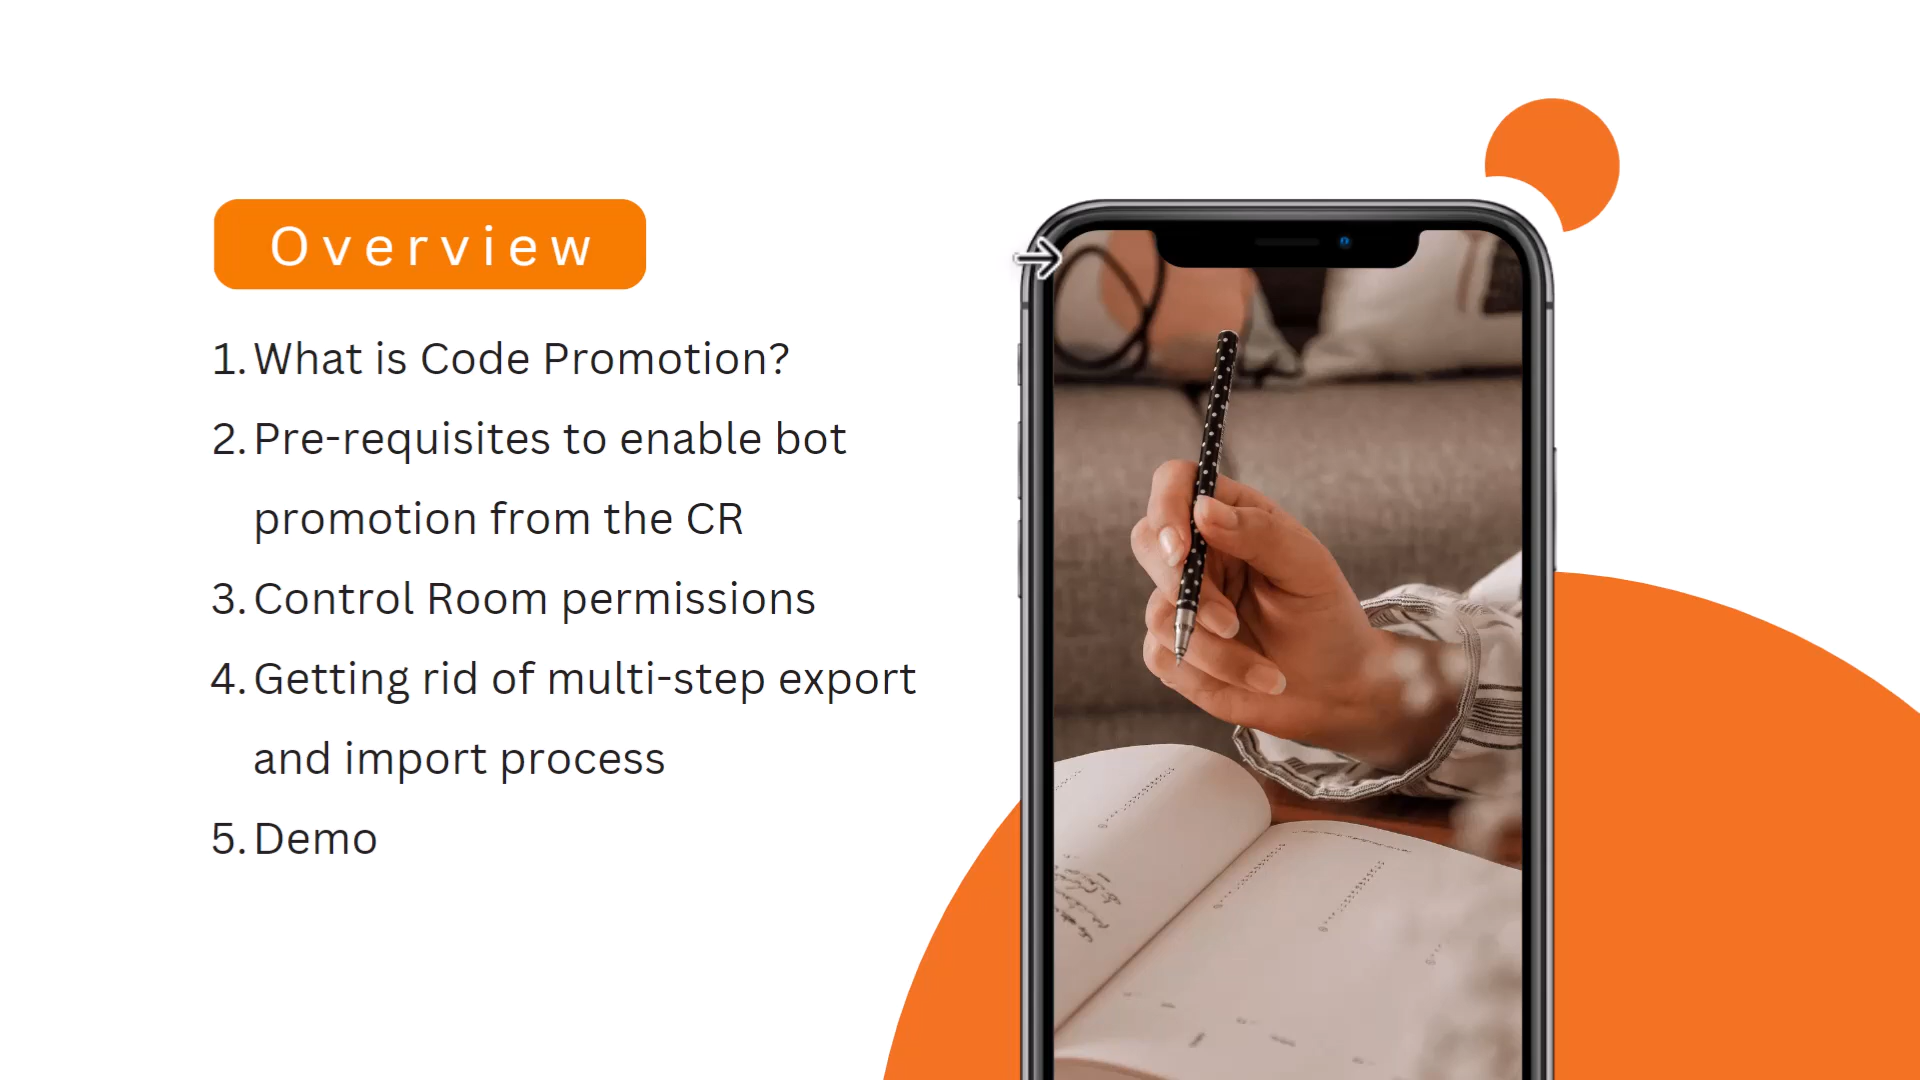 Overview
1. What is Code Promotion?
2. Pre-requisites to enable bot
promotion from the CR
3. Control Room permissions
4. Getting rid of multi-step export
and import process
5. Demo